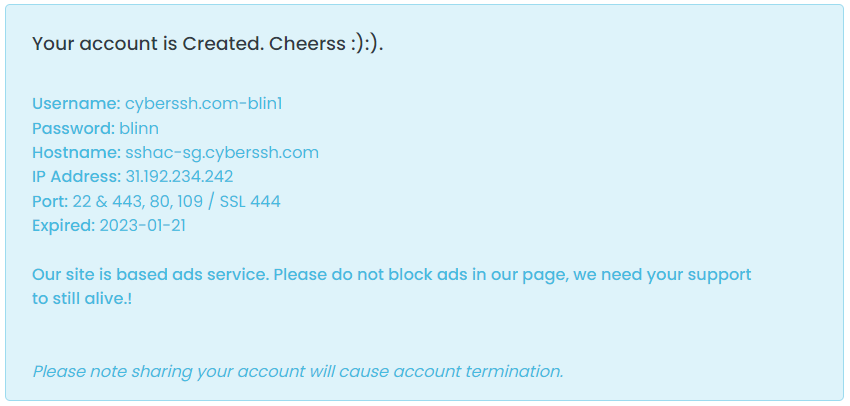 Your account is Created. Cheerss :):).
Username: cyberssh.com-blin1
Password: blinn
Hostname: sshac-sg.cyberssh.com
IP Address: 31.192.234.242
Port: 22 & 443, 80, 109 / SSL 444
Expired: 2023-01-21
Our site is based ads service. Please do not block ads in our page, we need your support
to still alive.!
Please note sharing your account will cause account termination.